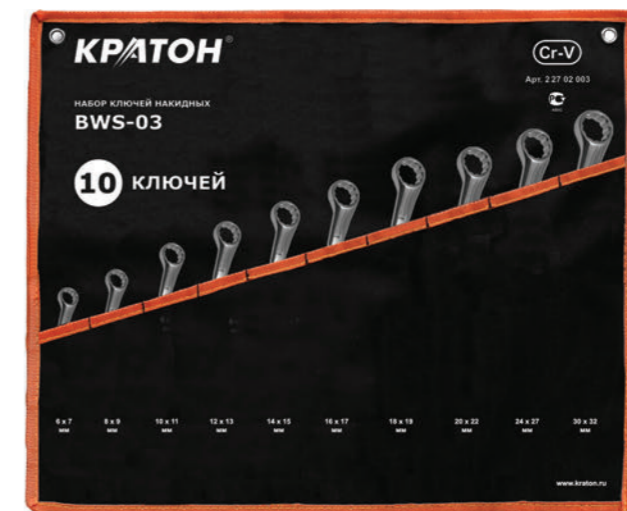 КРАТОН®
Cr-V
Арт. 2 27 02 003
НАБОР КЛЮЧЕЙ НАКИДНЫХ
BWS-03
10 КЛЮЧЕЙ
6 x 7 8 x 9 10 x 11 12 x 13 14 x 15 16 x 17 18 x 19 20 x 22 24 x 27 30 x 32
мм мм мм мм мм мм мм мм мм мм
www.kraton.ru